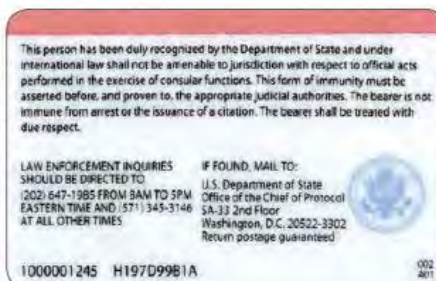 This person has been duly recognized by the Department of State and under
international law shall not be amenable to jurisdiction with respect to official acts
performed in the exercise of consular functions. This form of immunity must be
asserted before, and proven to, the appropriate judicial authorities. The bearer is not
immune from arrest or the issuance of a citation. The bearer shall be treated with
due respect.
LAW ENFORCEMENT INQUIRIES
SHOULD BE DIRECTED TO
(202) 647-1985 FROM 8AM TO 5PM
EASTERN TIME AND (571) 345-3146
AT ALL OTHER TIMES
IF FOUND, MAIL TO:
U.S. Department of State
Office of the Chief of Protocol
SA-33 2nd Floor
Washington, D.C. 20522-3302
Return postage guaranteed
1000001245 H197D99B1A
002
A01